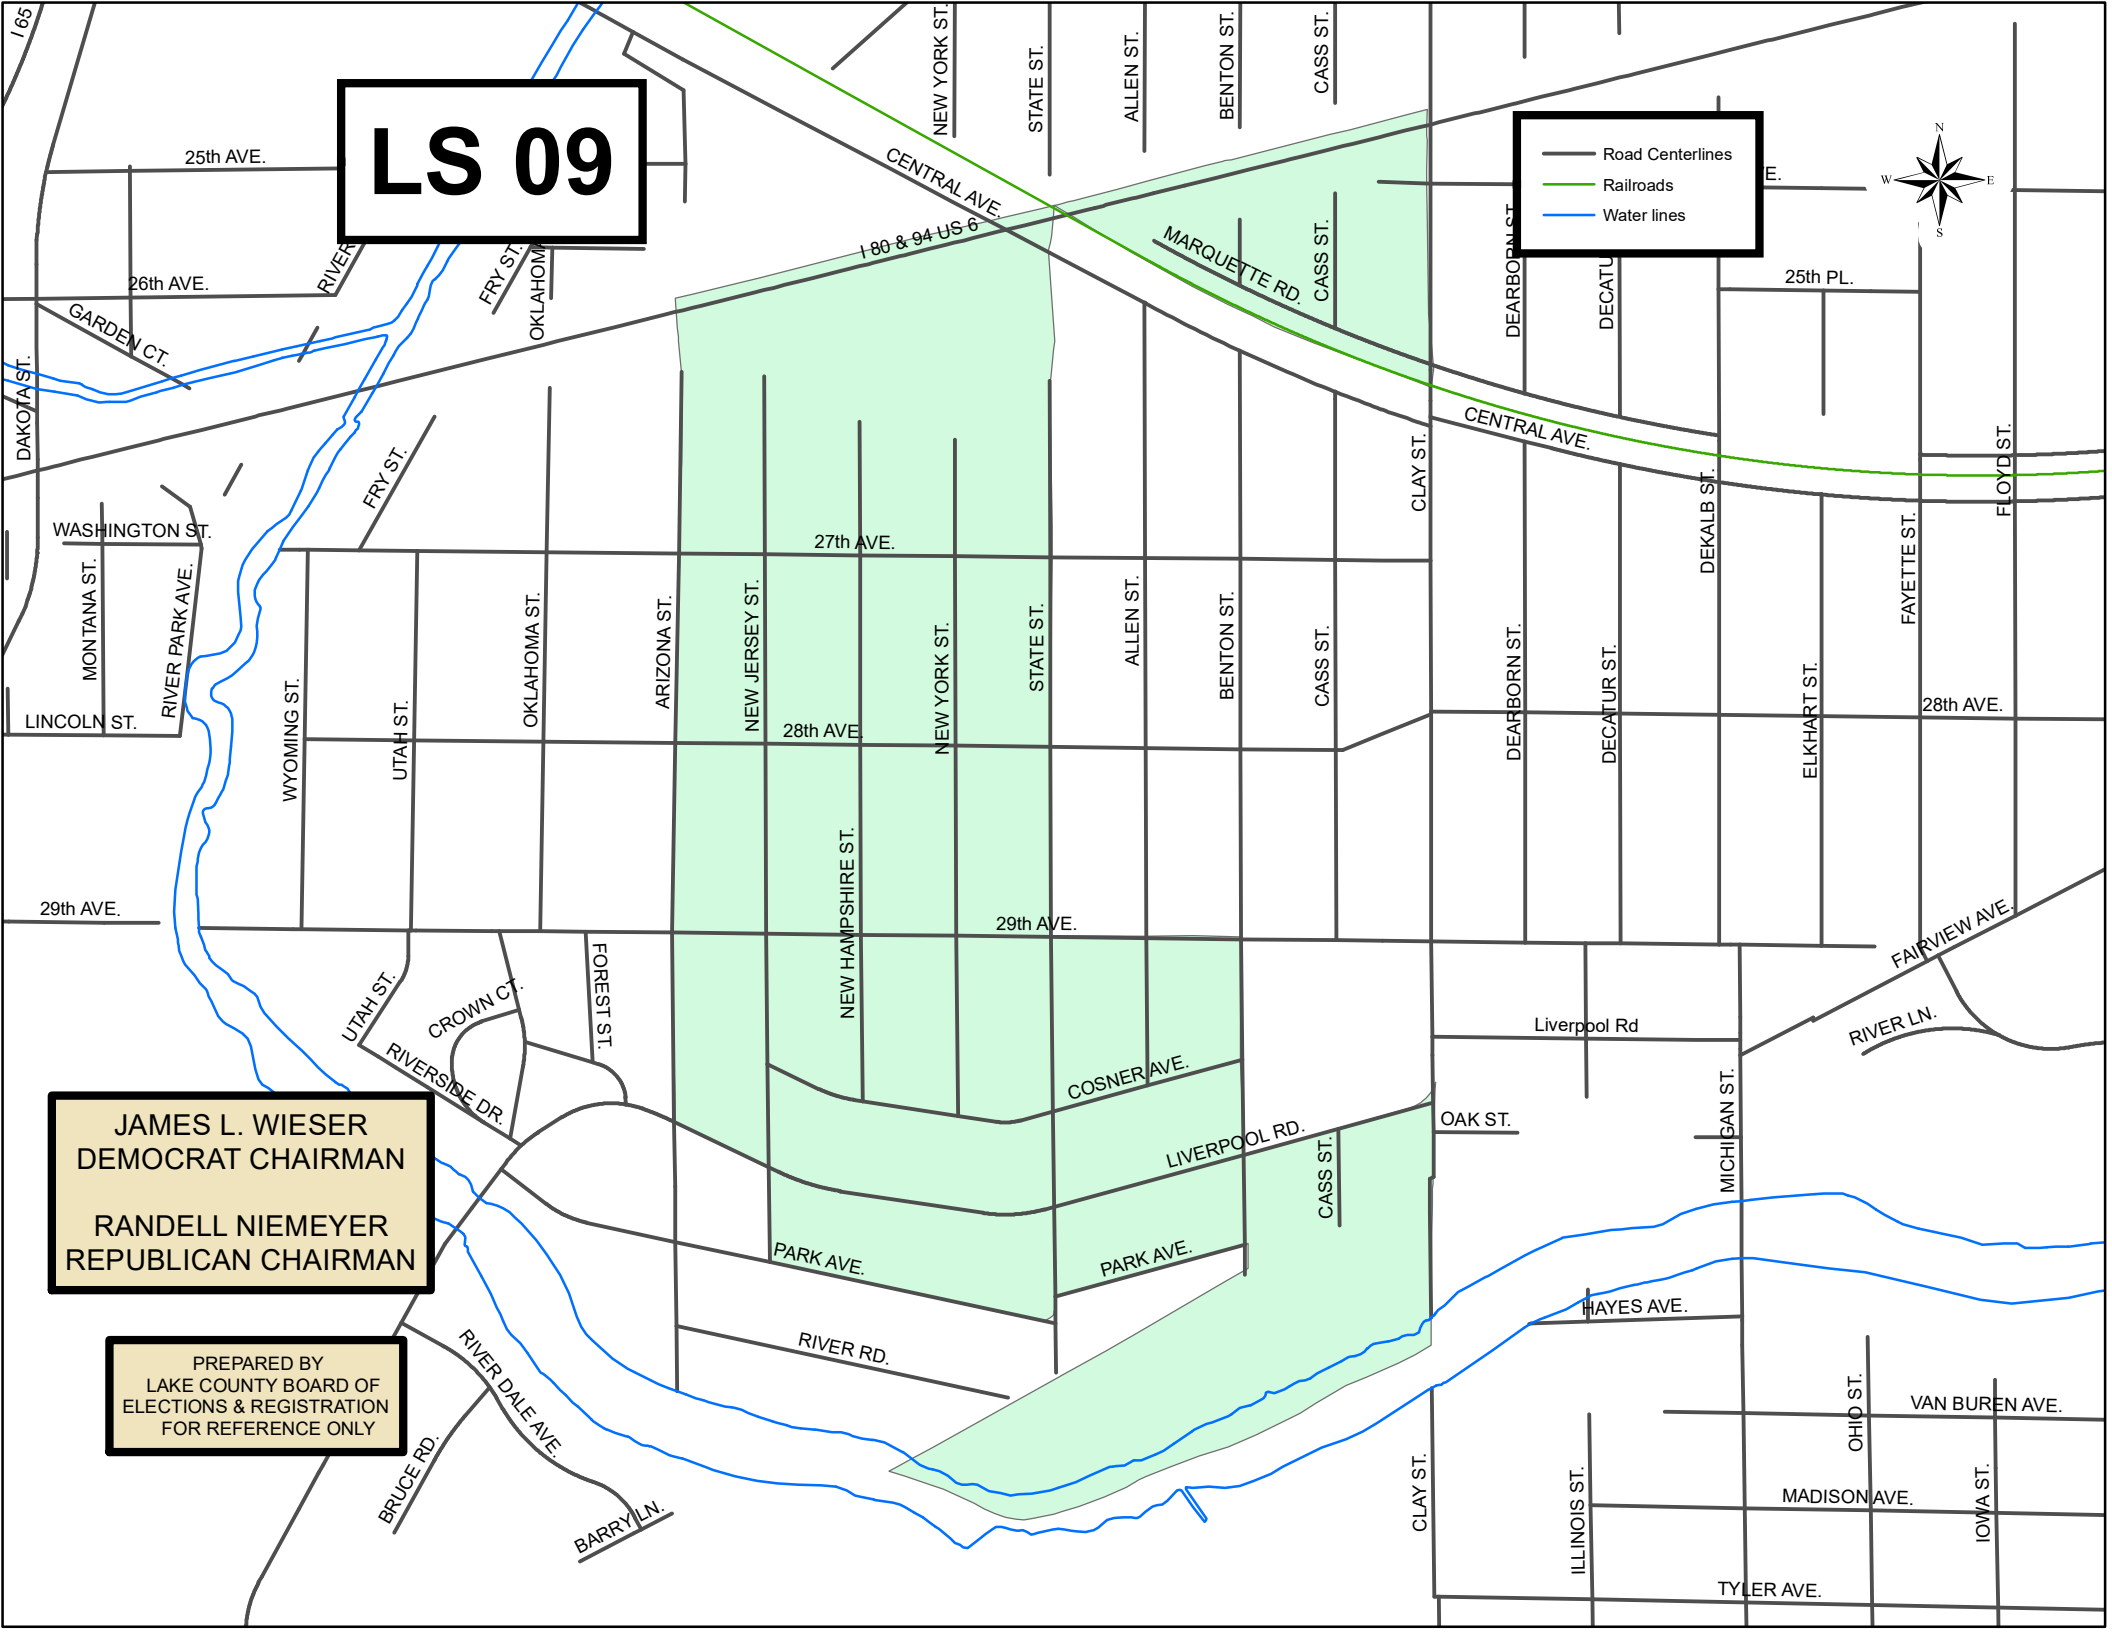 I 65
NEW YORK ST.
STATE ST.
ALLEN ST.
BENTON ST.
CASS ST.
LS 09
25th AVE.
CENTRAL AVE.
Road Centerlines
Railroads
Water lines
E.
N
W
E
S
I 80 & 94 US 6
MARQUETTE RD.
CASS ST.
DEARBORN ST.
DECATU
25th PL.
26th AVE.
RIVER
FRY ST.
OKLAHOM
GARDEN CT.
DAKOTA ST.
CENTRAL AVE.
CLAY ST.
FRY ST.
FLOYD ST.
DEKALB ST.
FAYETTE ST.
WASHINGTON ST.
27th AVE.
MONTANA ST.
RIVER PARK AVE.
WYOMING ST.
UTAH ST.
OKLAHOMA ST.
ARIZONA ST.
NEW JERSEY ST.
NEW YORK ST.
STATE ST.
ALLEN ST.
BENTON ST.
CASS ST.
DEARBORN ST.
DECATUR ST.
ELKHART ST.
LINCOLN ST.
28th AVE.
28th AVE.
NEW HAMPSHIRE ST.
29th AVE.
29th AVE.
FAIRVIEW AVE.
UTAH ST.
CROWN CT.
FOREST ST.
RIVERSIDE DR.
COSNER AVE.
Liverpool Rd
RIVER LN.
LIVERPOOL RD.
OAK ST.
CASS ST.
MICHIGAN ST.
JAMES L. WIESER
DEMOCRAT CHAIRMAN
RANDELL NIEMEYER
REPUBLICAN CHAIRMAN
PARK AVE.
PARK AVE.
HAYES AVE.
RIVER RD.
PREPARED BY
LAKE COUNTY BOARD OF
ELECTIONS & REGISTRATION
FOR REFERENCE ONLY
RIVER DALE AVE.
BRUCE RD.
BARRY LN.
CLAY ST.
ILLINOIS ST.
OHIO ST.
IOWA ST.
VAN BUREN AVE.
MADISON AVE.
TYLER AVE.